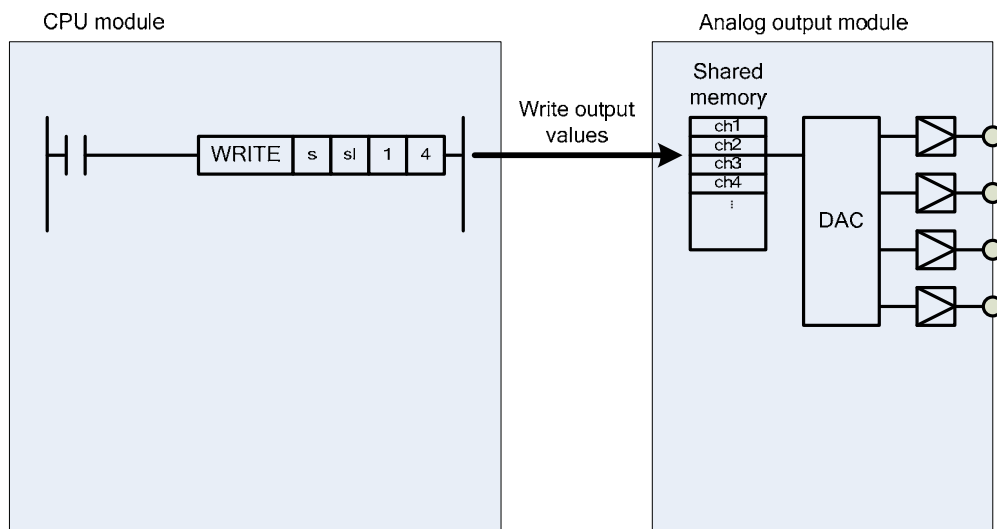 CPU module
Analog output module
Shared
memory
Write output
values
WRITE s sl 1 4
ch1
ch2
ch3
ch4
⋮
DAC